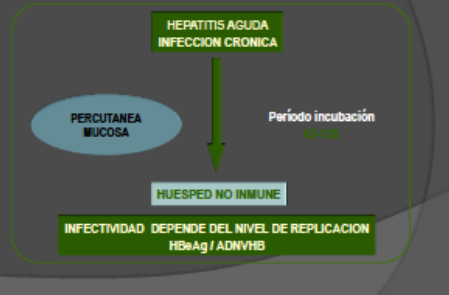 HEPATITIS AGUDA
INFECCION CRONICA
PERCUTANEA
MUCOSA
Período incubación
HUESPED NO INMUNE
INFECTIVIDAD DEPENDE DEL NIVEL DE REPLICACION
HBeAg / ADNVHB